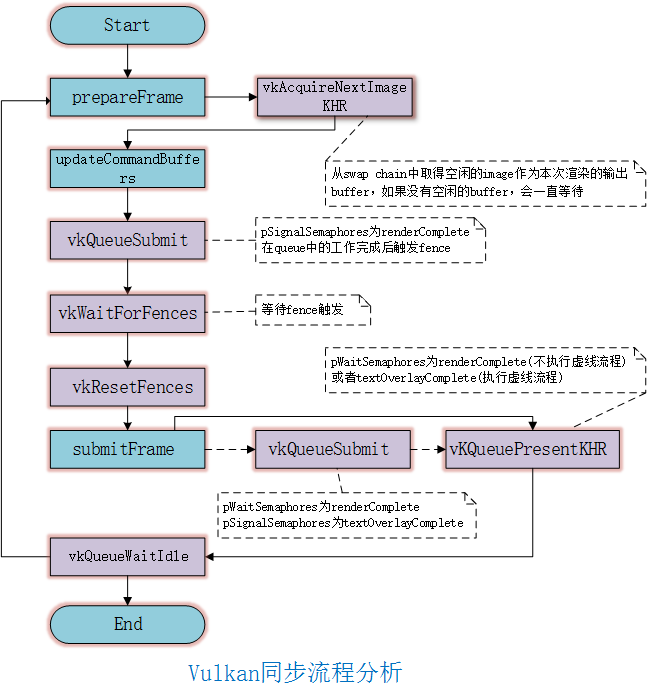 Start
prepareFrame
vkAcquireNextImage
KHR
updateCommandBuffe
rs
从swap chain中取得空闲的image作为本次渲染的输出
buffer，如果没有空闲的buffer，会一直等待
vkQueueSubmit
pSignalSemaphores为renderComplete
在queue中的工作完成后触发fence
vkWaitForFences
等待fence触发
vkResetFences
pWaitSemaphores为renderComplete(不执行虚线流程)
或者textOverlayComplete(执行虚线流程)
submitFrame
vkQueueSubmit
vKQueuePresentKHR
pWaitSemaphores为renderComplete
pSignalSemaphores为textOverlayComplete
vkQueueWaitIdle
End
Vulkan同步流程分析